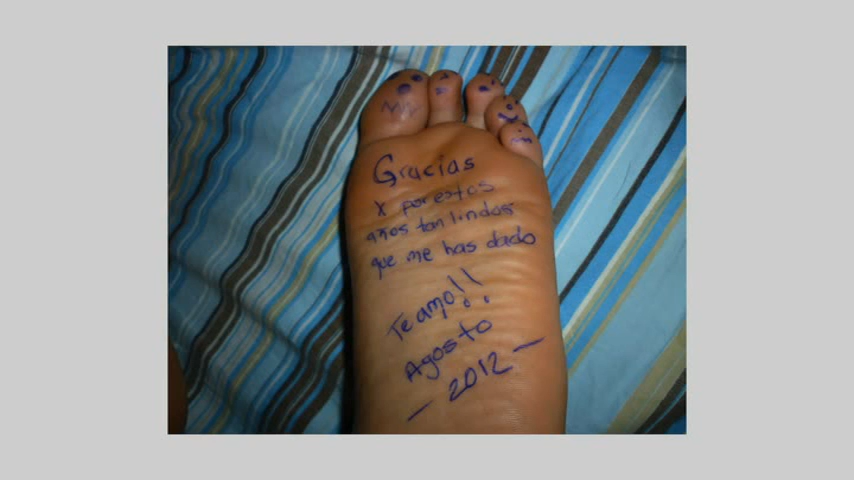 Gracias
x por estos
años tan lindos
que me has dado
Te amo!!
Agosto
- 2012 -